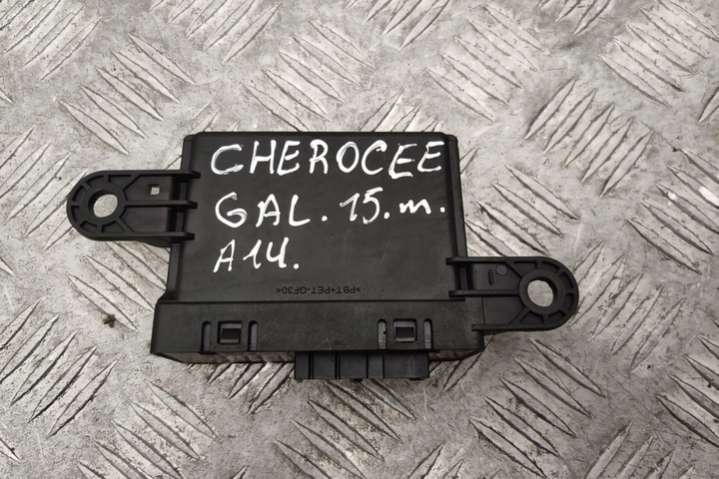 CHEROCEE
GAL. 15.m.
A14.
>PBT+PET-GF30<